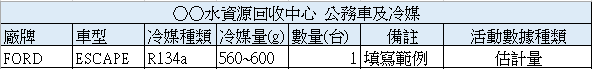 〇〇水資源回收中心 公務車及冷媒
廠牌 車型 冷媒種類 冷媒量(g) 數量(台) 備註 活動數據種類
FORD ESCAPE R134a 560~600 1 填寫範例 估計量